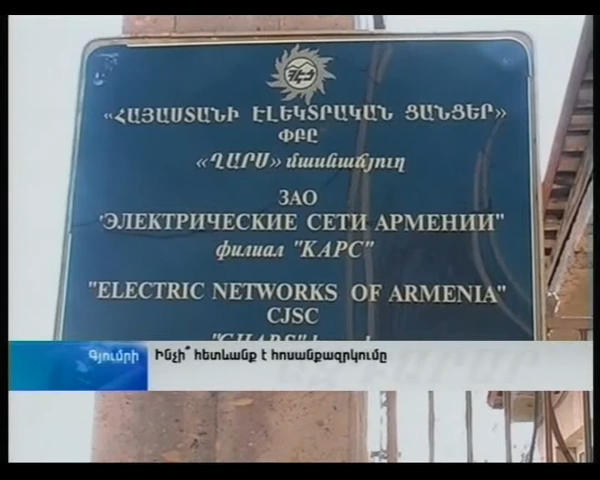 «ՀԱՅԱՍՏԱՆԻ ԷԼԵԿՏՐԱԿԱՆ ՑԱՆՑԵՐ»
ՓԲԸ
«ՂԱՐՍ» մասնաճյուղ
ЗАО
"ЭЛЕКТРИЧЕСКИЕ СЕТИ АРМЕНИИ"
филиал "КАРС"
"ELECTRIC NETWORKS OF ARMENIA"
CJSC
"GHARS"
Գյումրի
Ինչի՞ հետևանք է հոսանքազրկումը